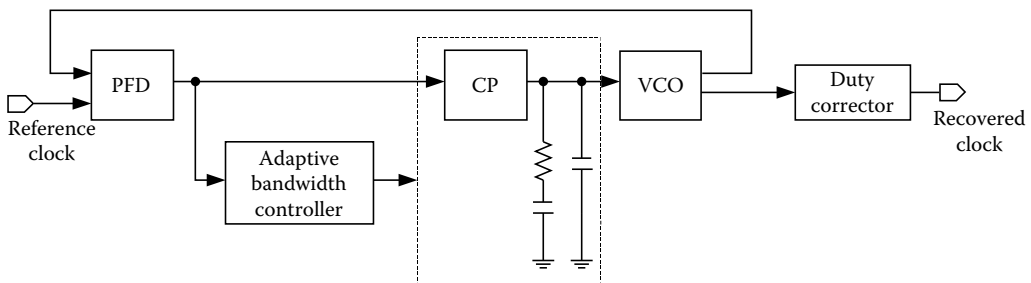 PFD
CP
VCO
Duty
corrector
Reference
clock
Recovered
clock
Adaptive
bandwidth
controller